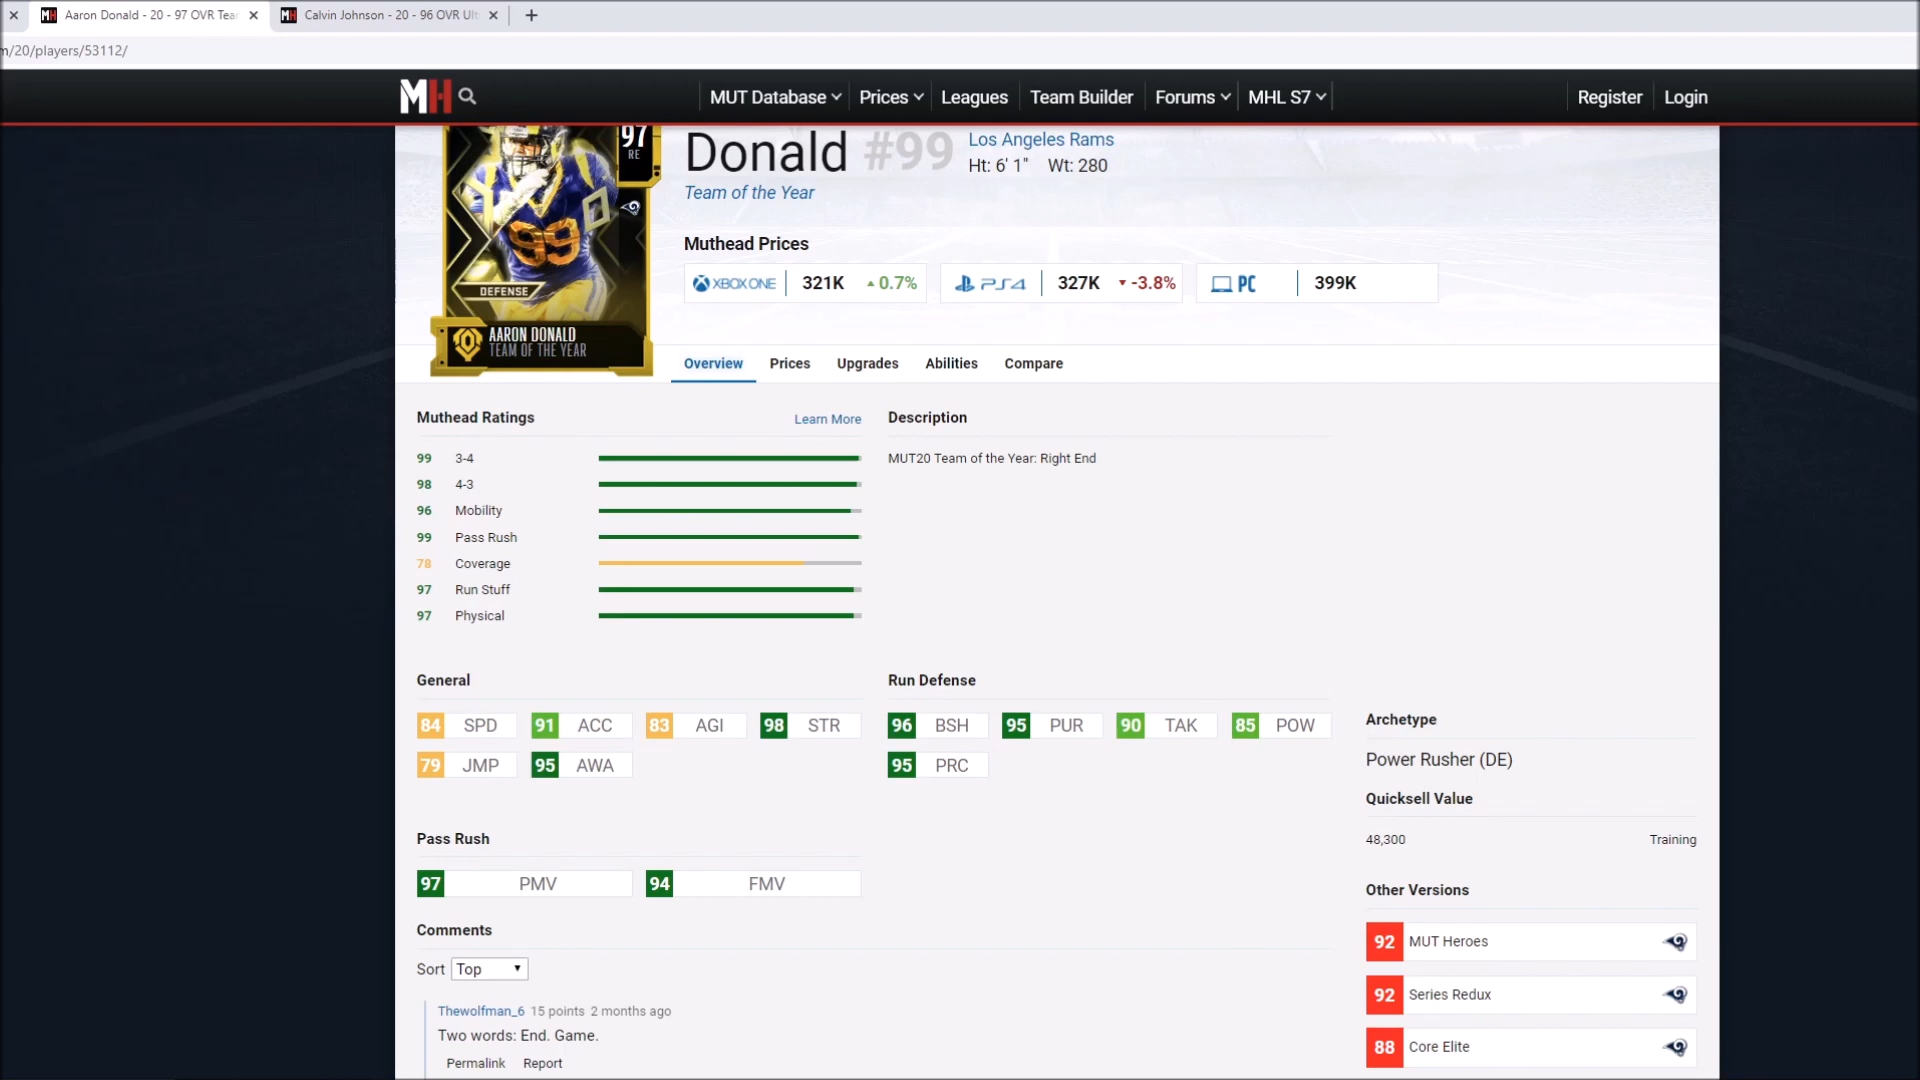 Aaron Donald - 20 - 97 OVR Tea
Calvin Johnson - 20 - 96 OVR Ult
m/20/players/53112/
MH
MUT Database
Prices
Leagues
Team Builder
Forums
MHL S7
Register
Login
97
RE
99
DEFENSE
AARON DONALD
TEAM OF THE YEAR
Donald #99
Los Angeles Rams
Ht: 6' 1" Wt: 280
Team of the Year
Muthead Prices
XBOX ONE 321K 0.7%
PS4 327K -3.8%
PC 399K
Overview
Prices
Upgrades
Abilities
Compare
Muthead Ratings
Learn More
99 3-4
98 4-3
96 Mobility
99 Pass Rush
78 Coverage
97 Run Stuff
97 Physical
Description
MUT20 Team of the Year: Right End
General
84 SPD 91 ACC 83 AGI 98 STR
79 JMP 95 AWA
Run Defense
96 BSH 95 PUR 90 TAK 85 POW
95 PRC
Pass Rush
97 PMV 94 FMV
Archetype
Power Rusher (DE)
Quicksell Value
48,300 Training
Other Versions
92 MUT Heroes
92 Series Redux
88 Core Elite
Comments
Sort Top
Thewolfman_6 15 points 2 months ago
Two words: End. Game.
Permalink Report